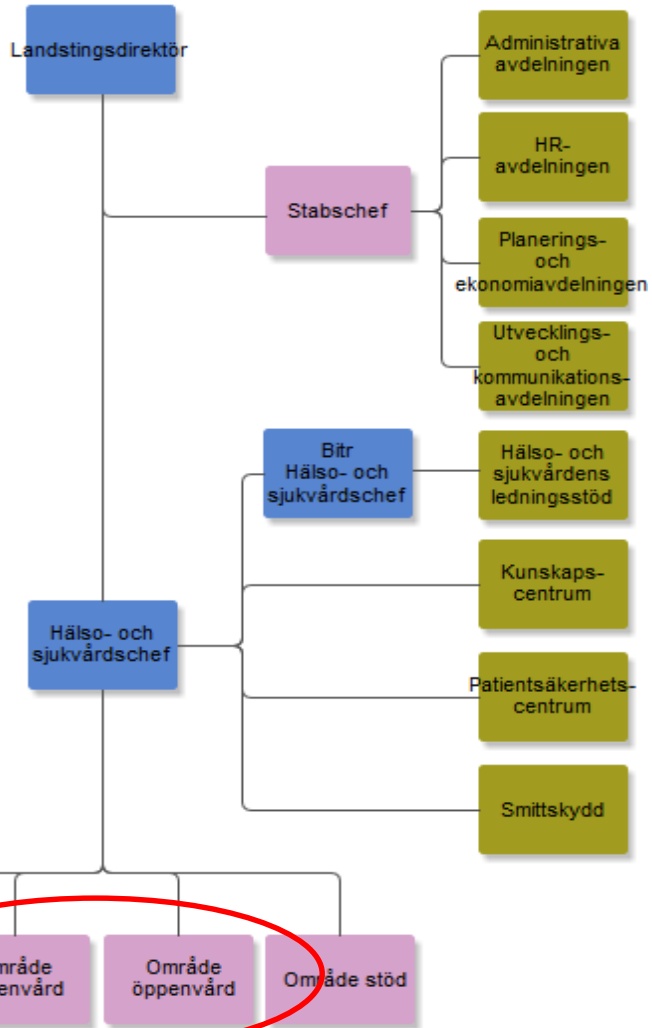 Landstingsdirektör
Administrativa
avdelningen
HR-
avdelningen
Stabschef
Planerings-
och
ekonomiavdelningen
Utvecklings-
och
kommunikations-
avdelningen
Bitr
Hälso- och
sjukvårdschef
Hälso- och
sjukvårdens
ledningsstöd
Kunskaps-
centrum
Hälso- och
sjukvårdschef
Patientsäkerhets-
centrum
Smittskydd
Område
öppenvård
Område stöd